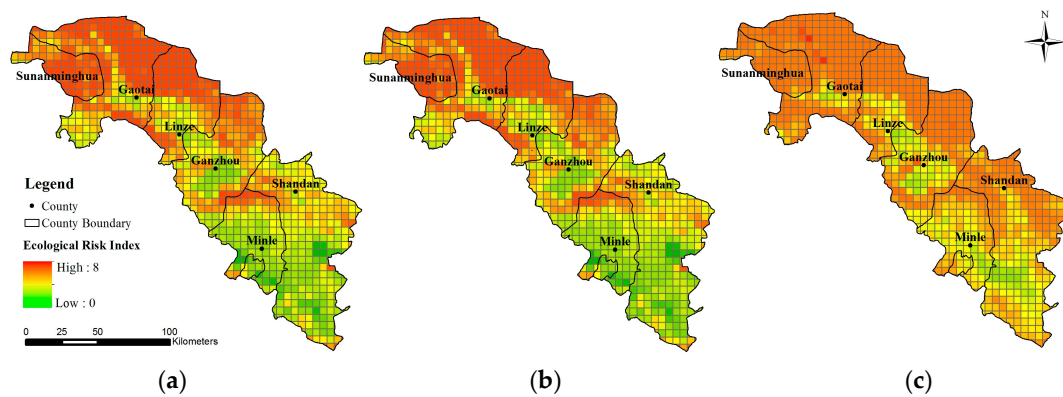 N
Sunanminghua
Gaotai
Linze
Ganzhou
Shandan
Minle
Legend
County
County Boundary
Ecological Risk Index
High : 8
Low : 0
0 25 50 100
Kilometers
(a)
Sunanminghua
Gaotai
Linze
Ganzhou
Shandan
Minle
(b)
Sunanminghua
Gaotai
Linze
Ganzhou
Shandan
Minle
(c)